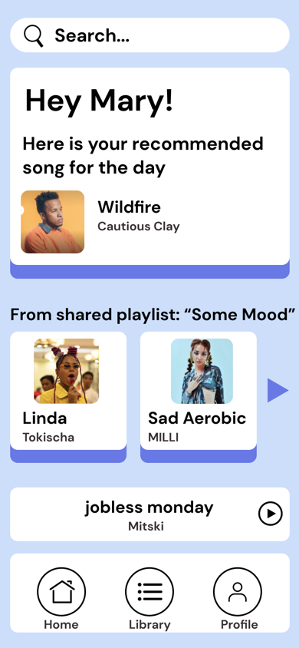 Search...
Hey Mary!
Here is your recommended
song for the day
Wildfire
Cautious Clay
From shared playlist: “Some Mood”
Linda
Tokischa
Sad Aerobic
MILLI
jobless monday
Mitski
Home
Library
Profile